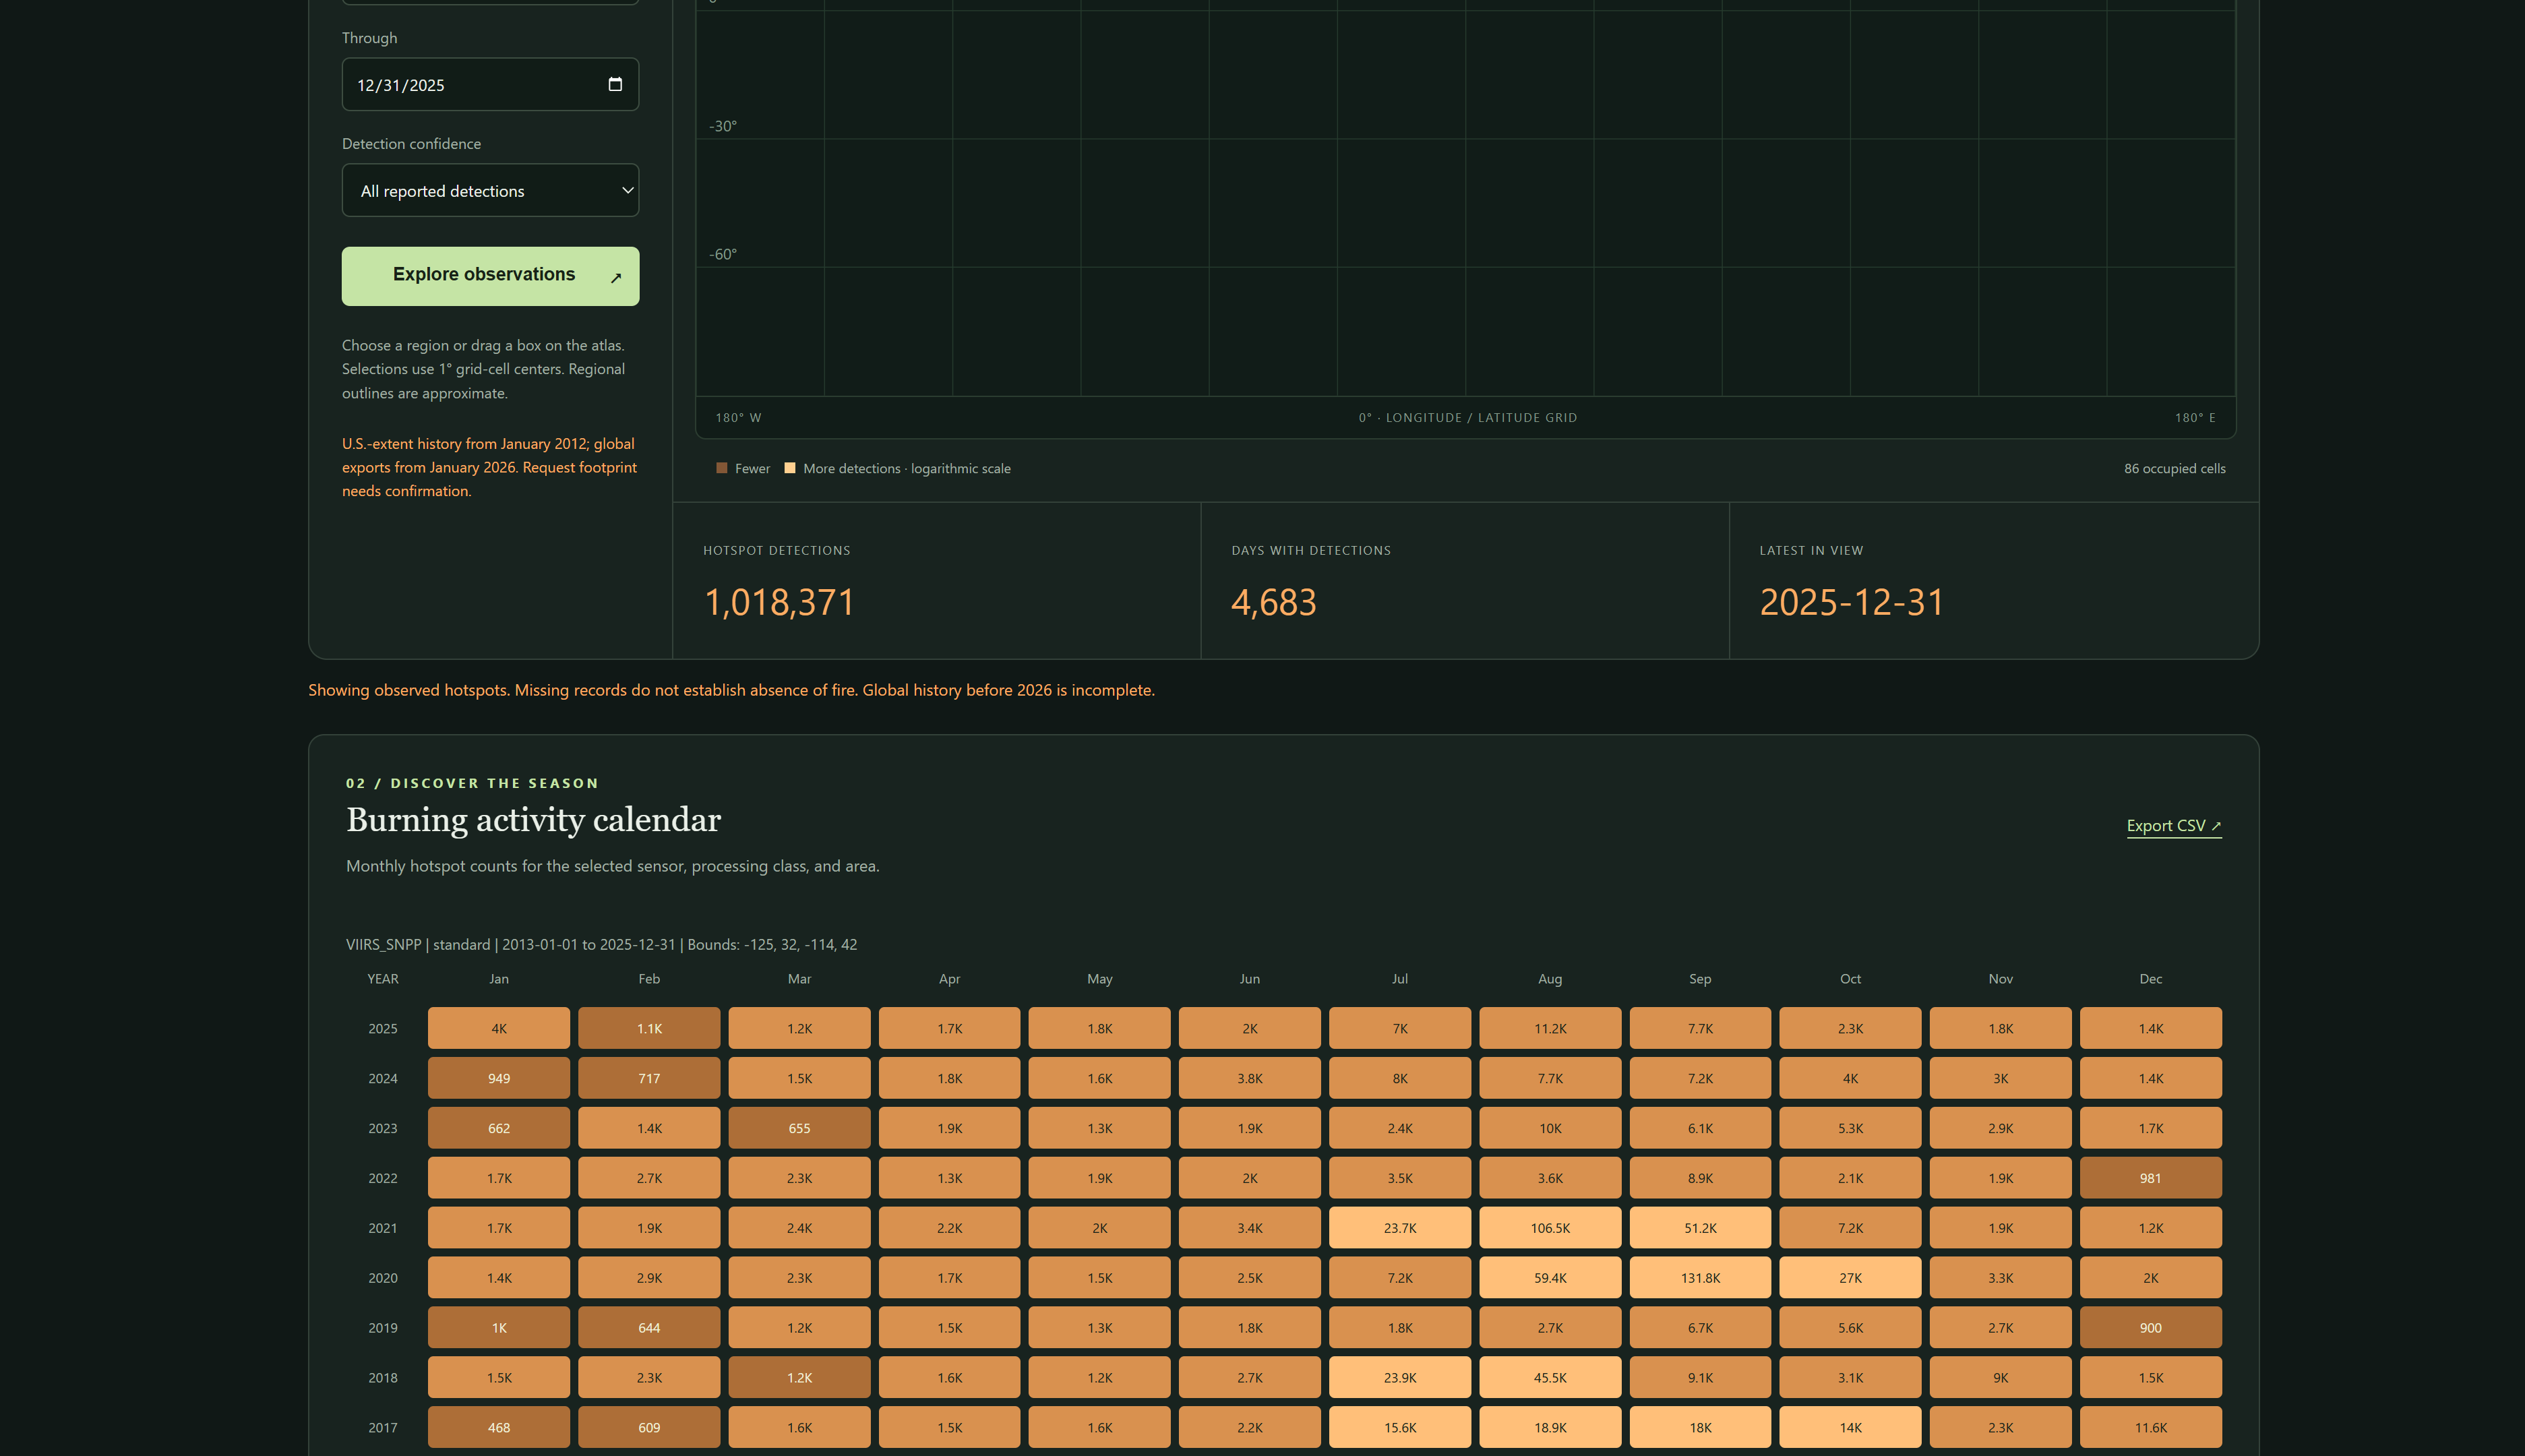 Through
12/31/2025
-30°
Detection confidence
All reported detections
-60°
Explore observations ↗
Choose a region or drag a box on the atlas.
Selections use 1° grid-cell centers. Regional
outlines are approximate.
180° W 0° · LONGITUDE / LATITUDE GRID 180° E
U.S.-extent history from January 2012; global
exports from January 2026. Request footprint
needs confirmation.
Fewer More detections · logarithmic scale 86 occupied cells
HOTSPOT DETECTIONS DAYS WITH DETECTIONS LATEST IN VIEW
1,018,371 4,683 2025-12-31
Showing observed hotspots. Missing records do not establish absence of fire. Global history before 2026 is incomplete.
02 / DISCOVER THE SEASON
Burning activity calendar
Export CSV ↗
Monthly hotspot counts for the selected sensor, processing class, and area.
VIIRS_SNPP | standard | 2013-01-01 to 2025-12-31 | Bounds: -125, 32, -114, 42
YEAR Jan Feb Mar Apr May Jun Jul Aug Sep Oct Nov Dec
2025 4K 1.1K 1.2K 1.7K 1.8K 2K 7K 11.2K 7.7K 2.3K 1.8K 1.4K
2024 949 717 1.5K 1.8K 1.6K 3.8K 8K 7.7K 7.2K 4K 3K 1.4K
2023 662 1.4K 655 1.9K 1.3K 1.9K 2.4K 10K 6.1K 5.3K 2.9K 1.7K
2022 1.7K 2.7K 2.3K 1.3K 1.9K 2K 3.5K 3.6K 8.9K 2.1K 1.9K 981
2021 1.7K 1.9K 2.4K 2.2K 2K 3.4K 23.7K 106.5K 51.2K 7.2K 1.9K 1.2K
2020 1.4K 2.9K 2.3K 1.7K 1.5K 2.5K 7.2K 59.4K 131.8K 27K 3.3K 2K
2019 1K 644 1.2K 1.5K 1.3K 1.8K 1.8K 2.7K 6.7K 5.6K 2.7K 900
2018 1.5K 2.3K 1.2K 1.6K 1.2K 2.7K 23.9K 45.5K 9.1K 3.1K 9K 1.5K
2017 468 609 1.6K 1.5K 1.6K 2.2K 15.6K 18.9K 18K 14K 2.3K 11.6K